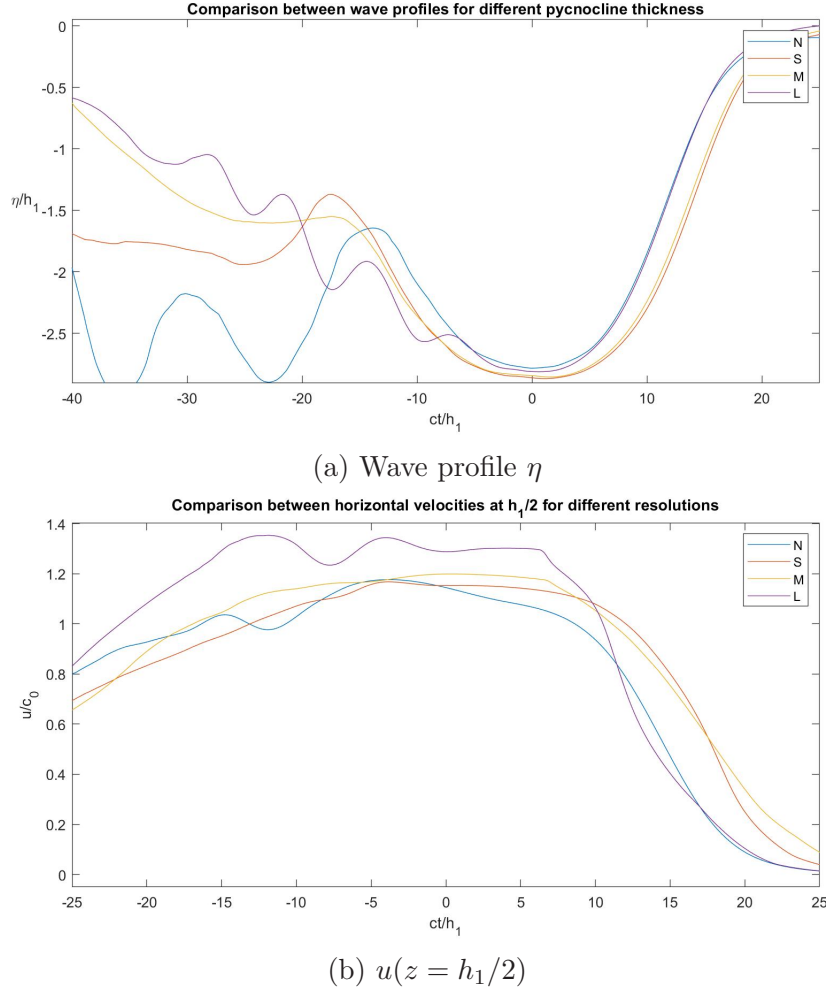 Comparison between wave profiles for different pycnocline thickness
0
-0.5
-1
-1.5
-2
-2.5
η/h₁
N
S
M
L
-40 -30 -20 -10 0 10 20
ct/h₁
(a) Wave profile η
Comparison between horizontal velocities at h₁/2 for different resolutions
1.4
1.2
1
0.8
0.6
0.4
0.2
0
u/c₀
N
S
M
L
-25 -20 -15 -10 -5 0 5 10 15 20 25
ct/h₁
(b) u(z = h₁/2)